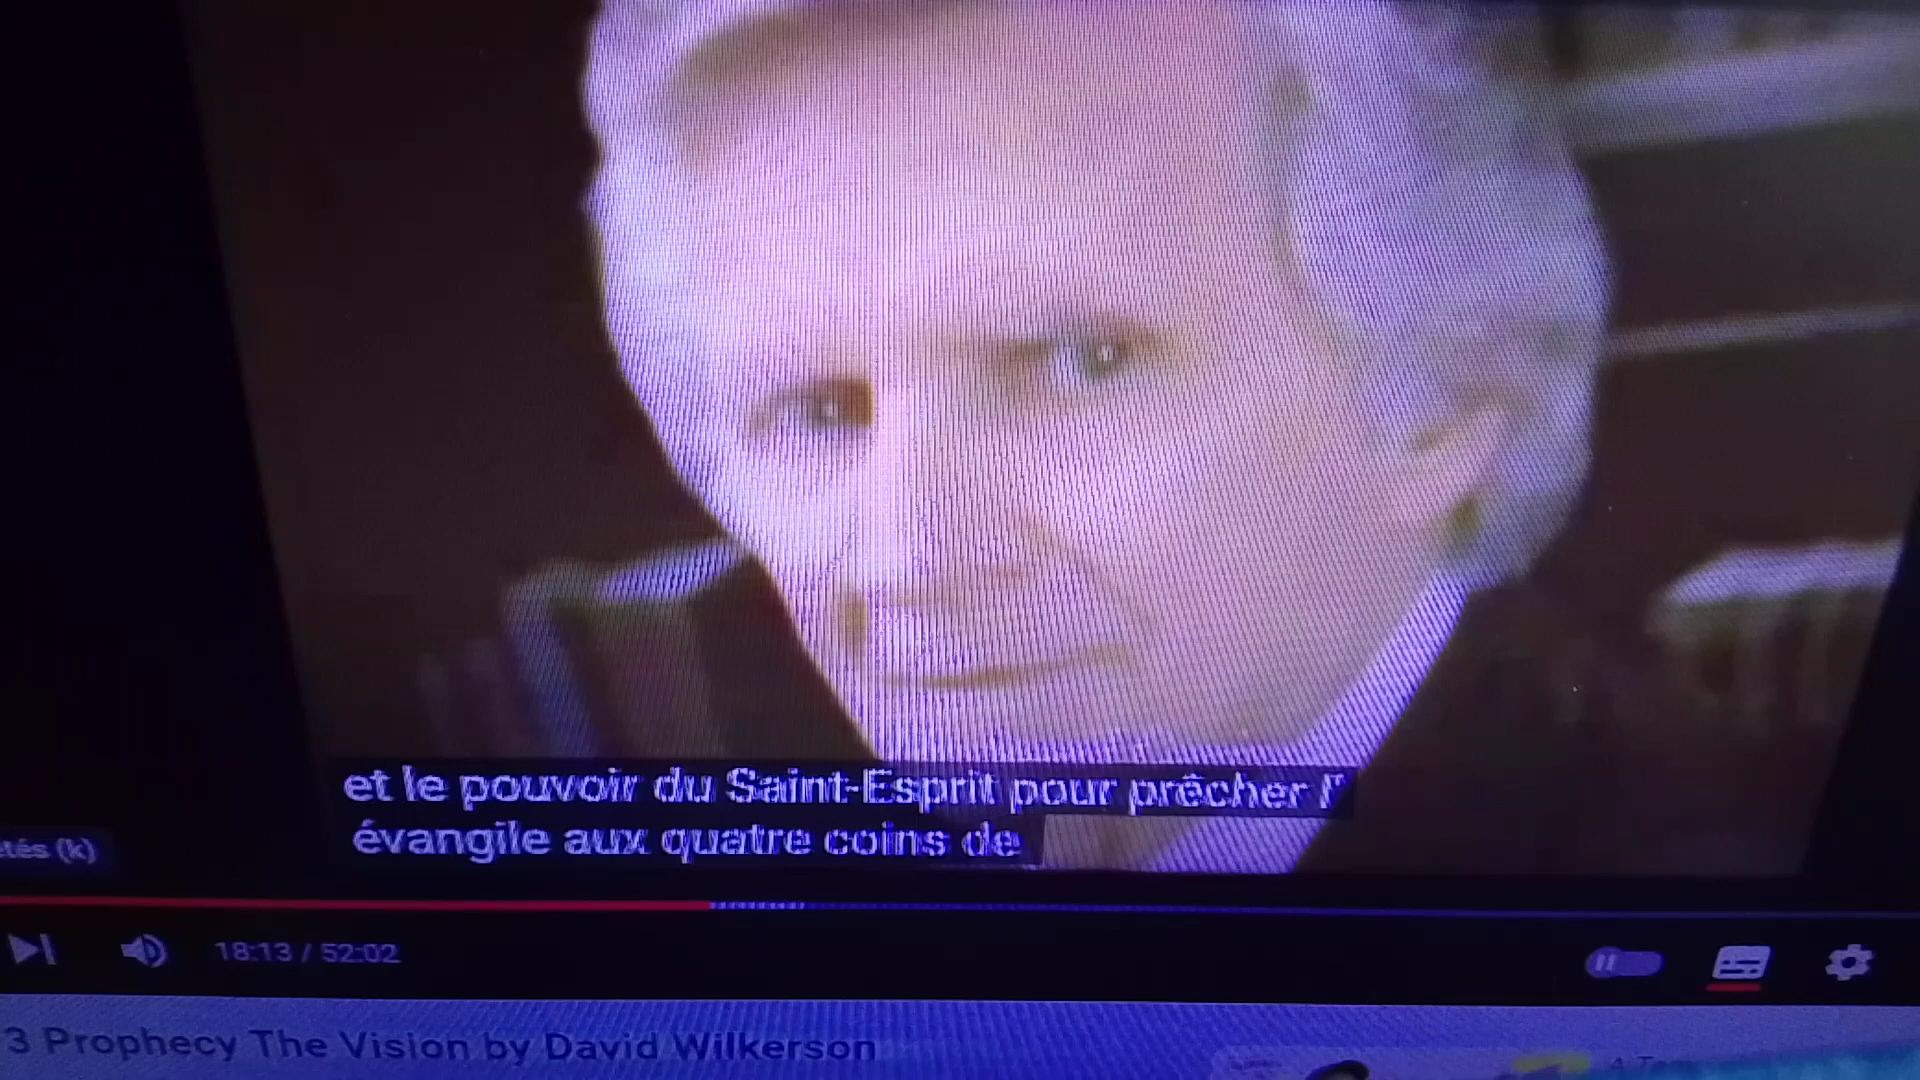 et le pouvoir du Saint-Esprit pour prêcher l'
évangile aux quatre coins de
tés (k)
18:13 / 52:02
3 Prophecy The Vision by David Wilkerson